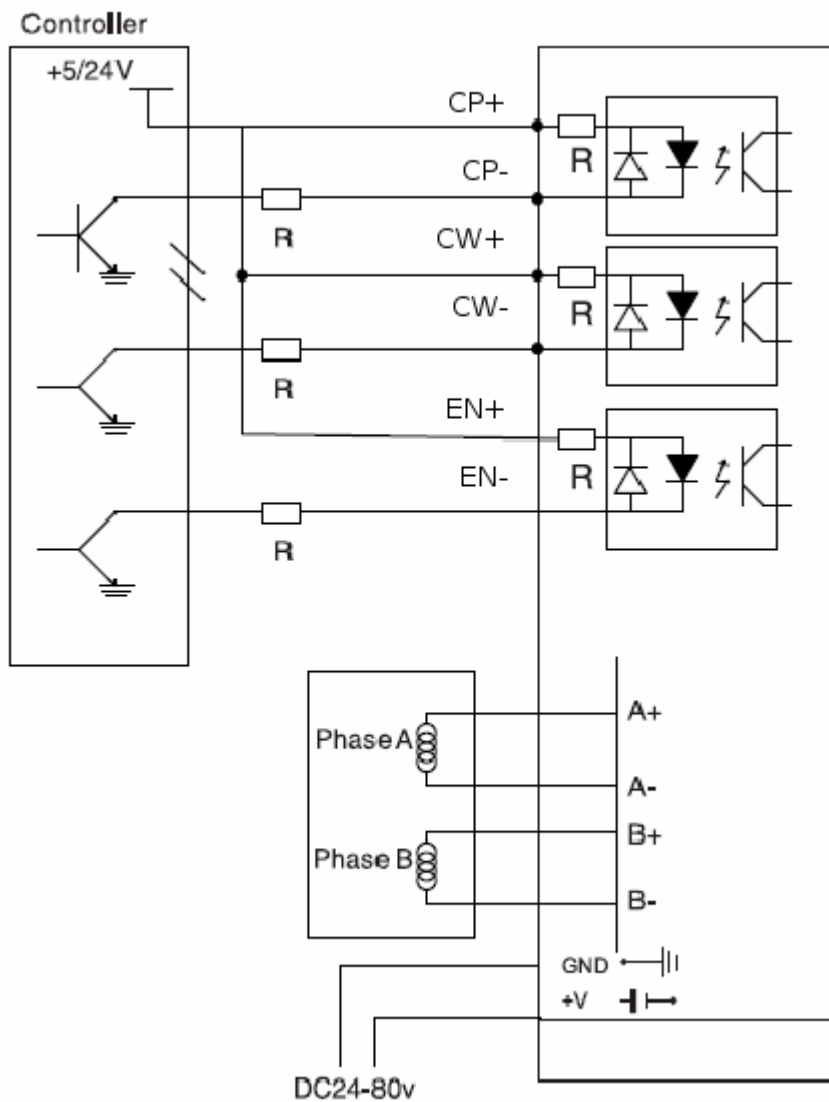 Controller
+5/24V
CP+
R
CP-
R
CW+
R
CW-
R
EN+
R
EN-
R
Phase A
A+
A-
Phase B
B+
B-
GND
+V
DC24-80v